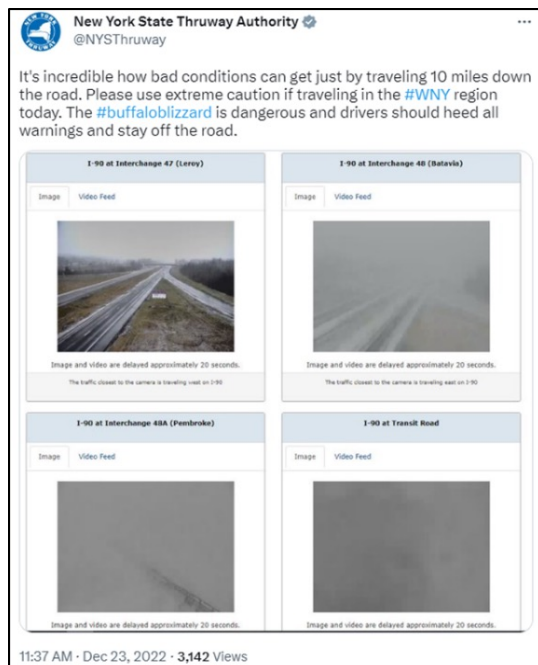 New York State Thruway Authority
@NYSThruway
It's incredible how bad conditions can get just by traveling 10 miles down
the road. Please use extreme caution if traveling in the #WNY region
today. The #buffaloblizzard is dangerous and drivers should heed all
warnings and stay off the road.
I-90 at Interchange 47 (Leroy)
Image Video Feed
Image and video are delayed approximately 20 seconds.
The traffic closest to the camera is traveling west on I-90
I-90 at Interchange 48 (Batavia)
Image Video Feed
Image and video are delayed approximately 20 seconds.
The traffic closest to the camera is traveling east on I-90
I-90 at Interchange 48A (Pembroke)
Image Video Feed
Image and video are delayed approximately 20 seconds.
I-90 at Transit Road
Image Video Feed
Image and video are delayed approximately 20 seconds.
11:37 AM · Dec 23, 2022 · 3,142 Views